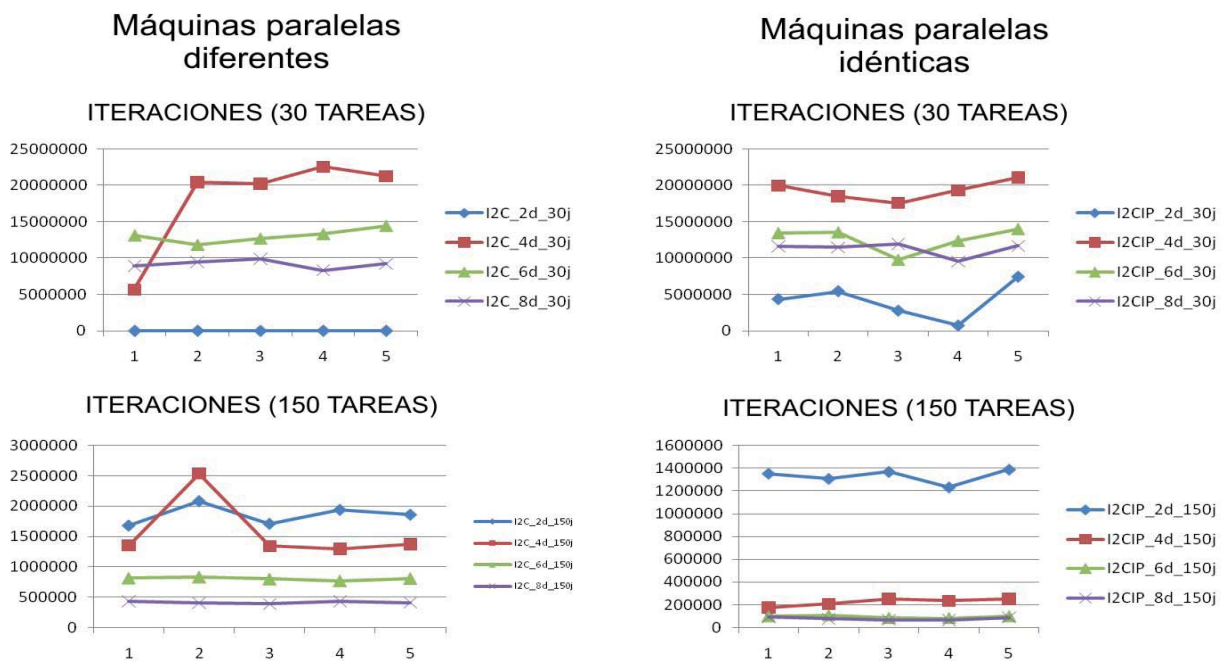 Máquinas paralelas
diferentes
ITERACIONES (30 TAREAS)
25000000
20000000
15000000
10000000
5000000
0
1 2 3 4 5
I2C_2d_30j
I2C_4d_30j
I2C_6d_30j
I2C_8d_30j
Máquinas paralelas
idénticas
ITERACIONES (30 TAREAS)
25000000
20000000
15000000
10000000
5000000
0
1 2 3 4 5
I2CIP_2d_30j
I2CIP_4d_30j
I2CIP_6d_30j
I2CIP_8d_30j
ITERACIONES (150 TAREAS)
3000000
2500000
2000000
1500000
1000000
500000
0
1 2 3 4 5
I2C_2d_150j
I2C_4d_150j
I2C_6d_150j
I2C_8d_150j
ITERACIONES (150 TAREAS)
1600000
1400000
1200000
1000000
800000
600000
400000
200000
0
1 2 3 4 5
I2CIP_2d_150j
I2CIP_4d_150j
I2CIP_6d_150j
I2CIP_8d_150j